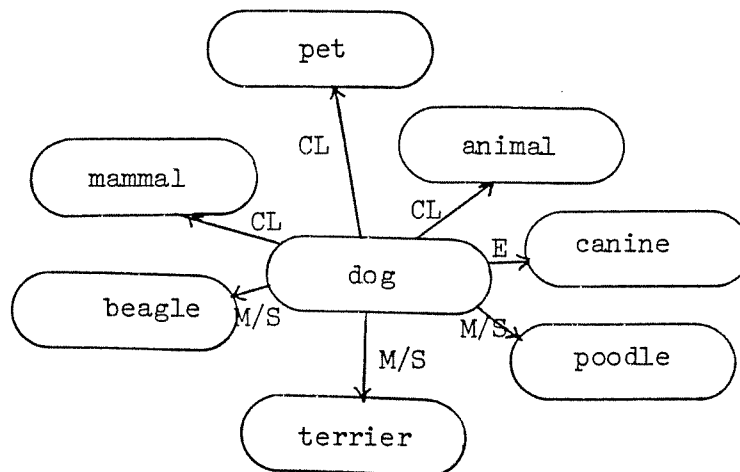 pet
CL
animal
mammal
CL
CL
E
canine
dog
beagle
M/S
M/S
poodle
M/S
terrier